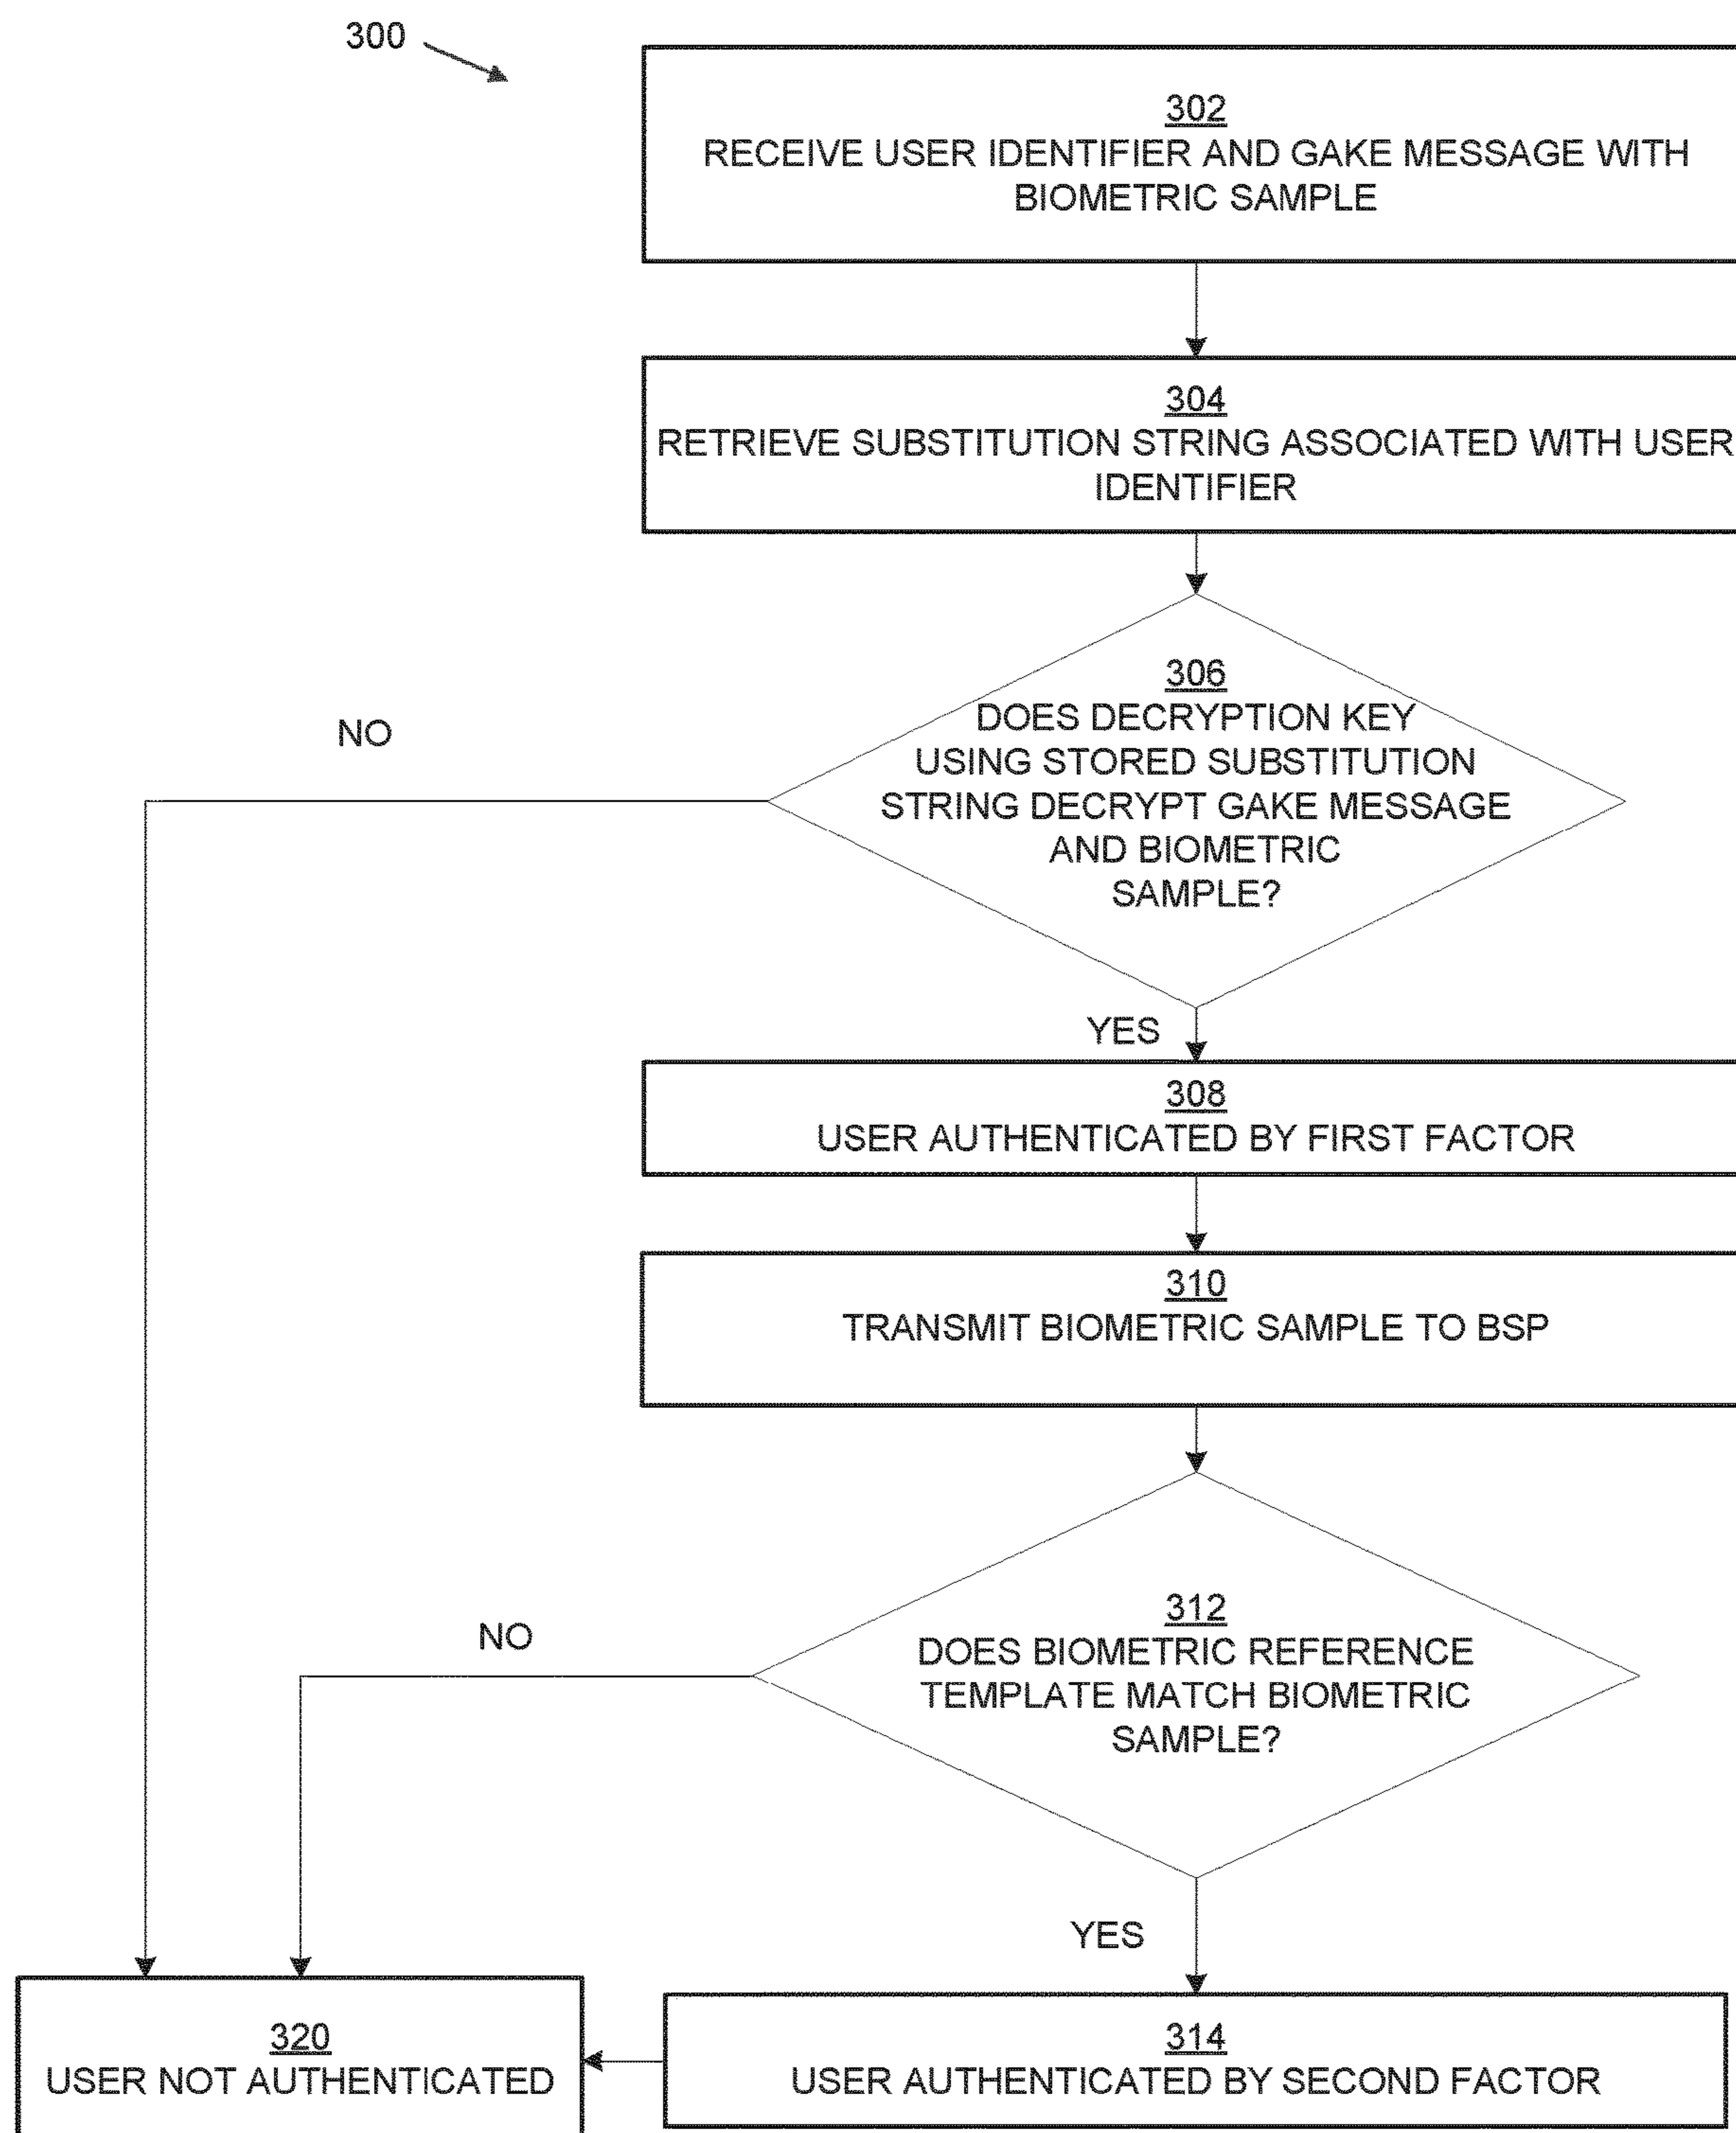 300
302
RECEIVE USER IDENTIFIER AND GAKE MESSAGE WITH
BIOMETRIC SAMPLE
304
RETRIEVE SUBSTITUTION STRING ASSOCIATED WITH USER
IDENTIFIER
306
DOES DECRYPTION KEY
USING STORED SUBSTITUTION
STRING DECRYPT GAKE MESSAGE
AND BIOMETRIC
SAMPLE?
NO
YES
308
USER AUTHENTICATED BY FIRST FACTOR
310
TRANSMIT BIOMETRIC SAMPLE TO BSP
312
DOES BIOMETRIC REFERENCE
TEMPLATE MATCH BIOMETRIC
SAMPLE?
NO
YES
320
USER NOT AUTHENTICATED
314
USER AUTHENTICATED BY SECOND FACTOR